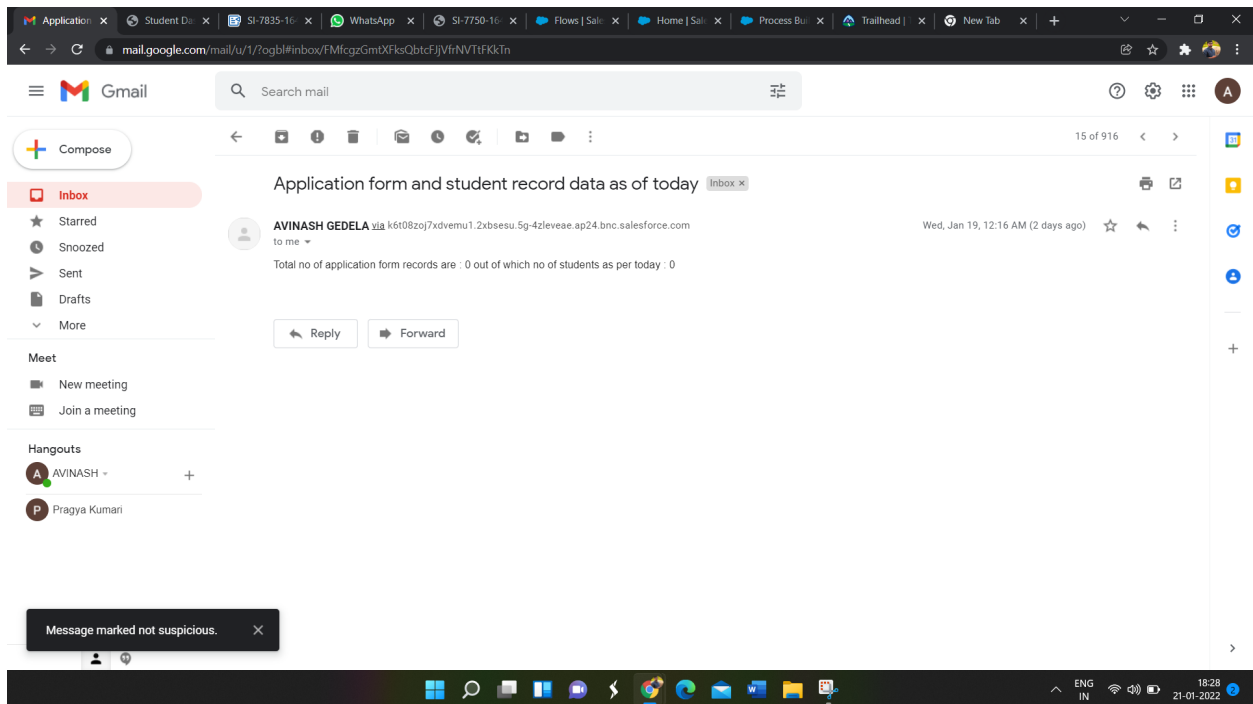 Application
Student Da
SI-7835-16
WhatsApp
SI-7750-16
Flows | Sale
Home | Sale
Process Bui
Trailhead |
New Tab
mail.google.com/mail/u/1/?ogbl#inbox/FMfcgzGmtXFksQbtcFJjVfrNVTtFKkTn
Gmail
Search mail
A
Compose
15 of 916
31
Inbox
Application form and student record data as of today Inbox ×
Starred
AVINASH GEDELA via k6t08zoj7xdvemu1.2xbsesu.5g-4zleveae.ap24.bnc.salesforce.com
Wed, Jan 19, 12:16 AM (2 days ago)
to me
Snoozed
Total no of application form records are : 0 out of which no of students as per today : 0
Sent
Drafts
More
Reply
Forward
Meet
New meeting
Join a meeting
Hangouts
A AVINASH
P Pragya Kumari
Message marked not suspicious.
ENG
IN
18:28
21-01-2022
2